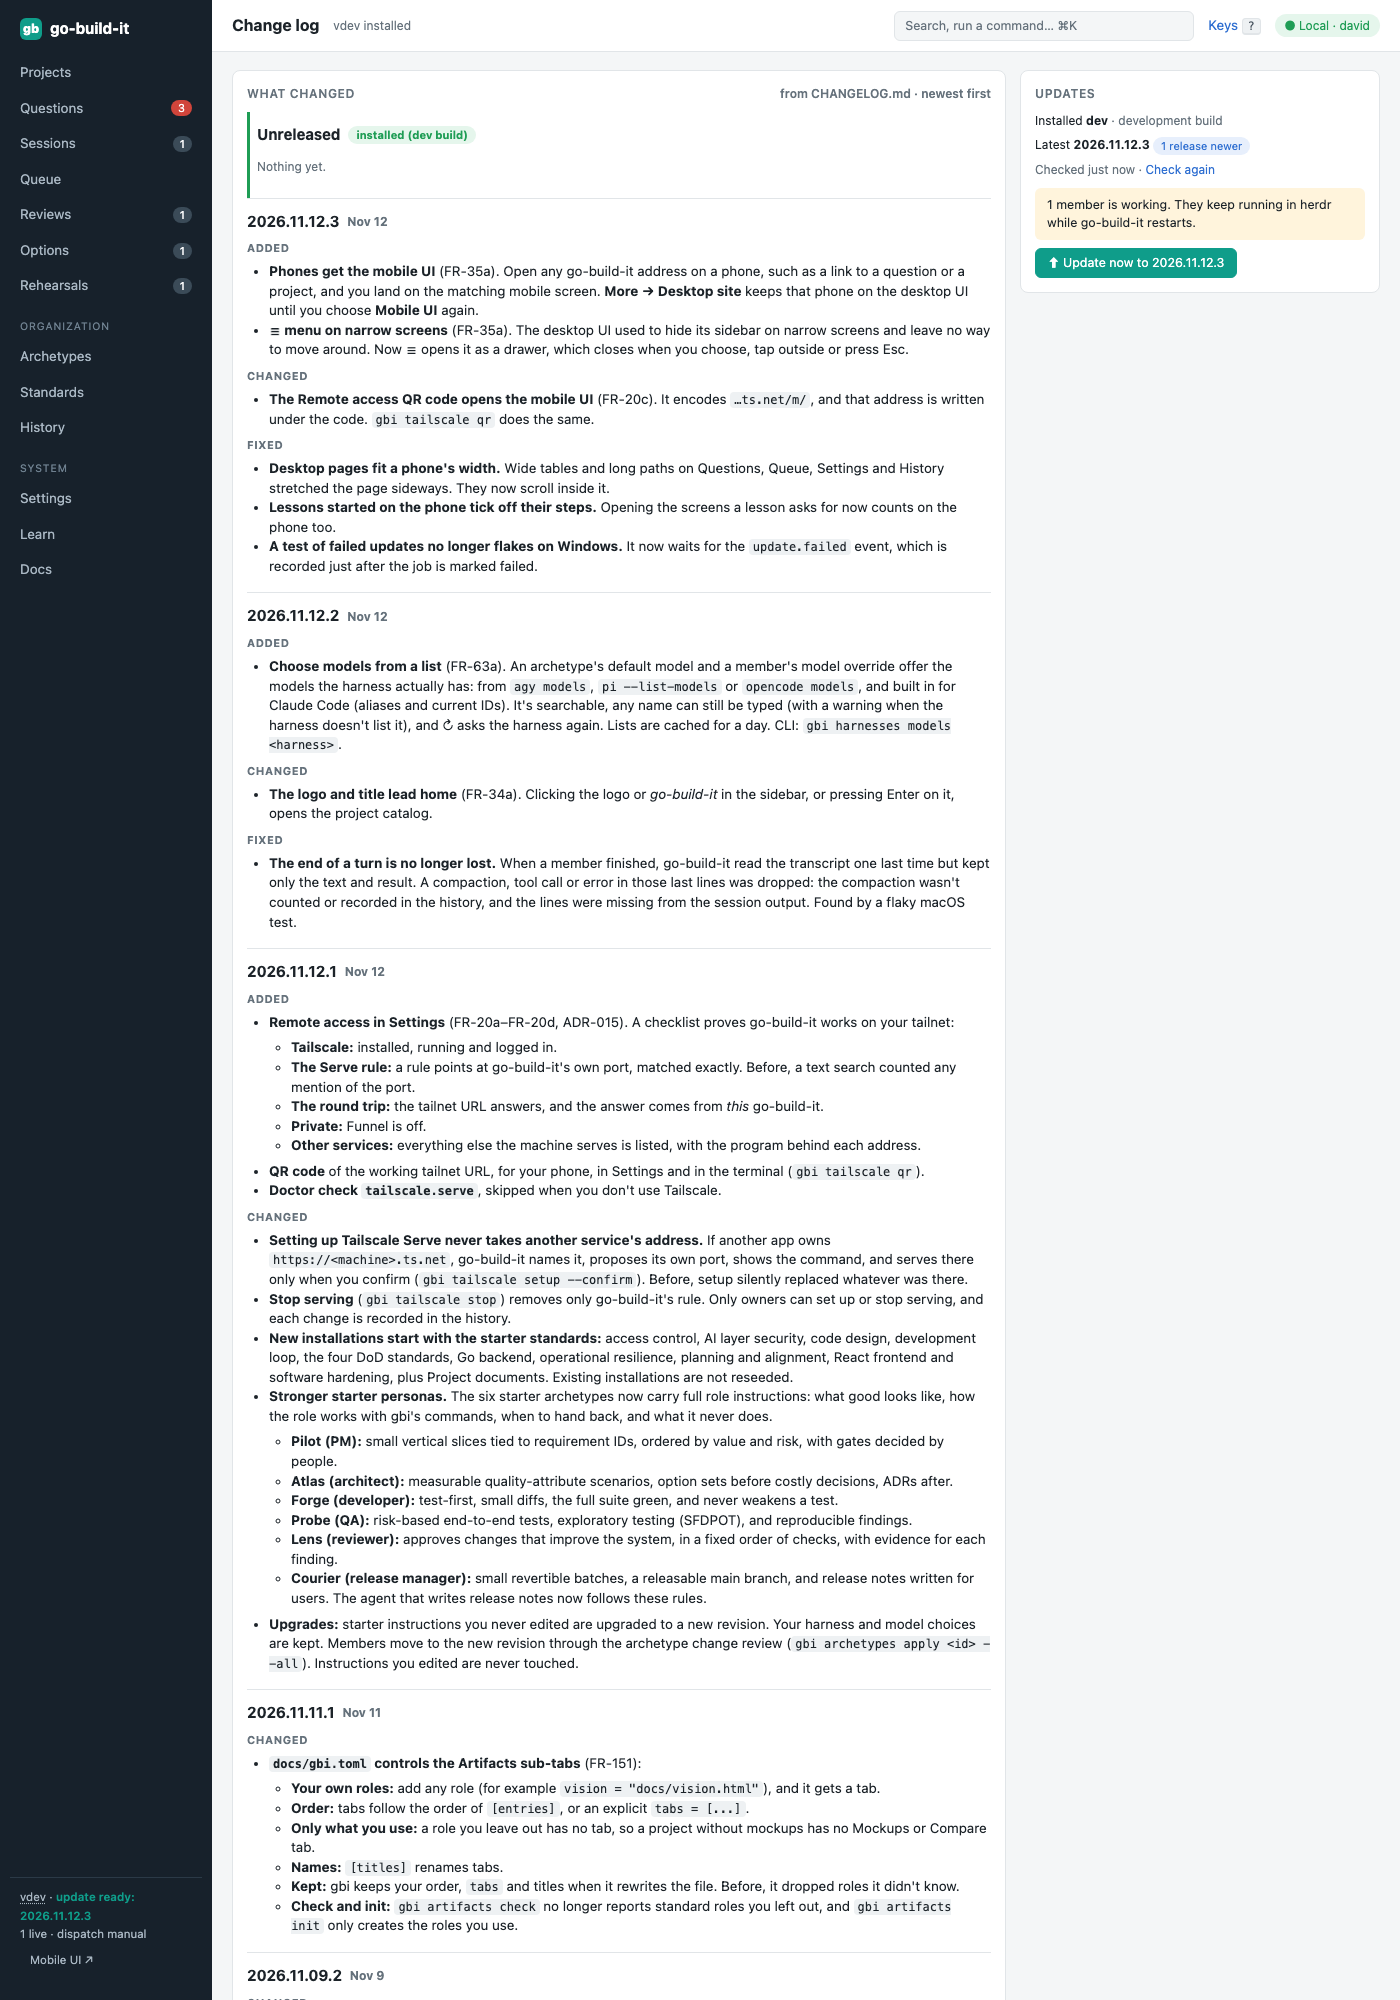 gb go-build-it
Projects
Questions 3
Sessions 1
Queue
Reviews 1
Options 1
Rehearsals 1
ORGANIZATION
Archetypes
Standards
History
SYSTEM
Settings
Learn
Docs
vdev · update ready:
2026.11.12.3
1 live · dispatch manual
Mobile UI ↗
Change log vdev installed
Search, run a command... ⌘K
Keys ?
Local · david
WHAT CHANGED from CHANGELOG.md · newest first
Unreleased installed (dev build)
Nothing yet.
2026.11.12.3 Nov 12
ADDED
• Phones get the mobile UI (FR-35a). Open any go-build-it address on a phone, such as a link to a question or a
project, and you land on the matching mobile screen. More → Desktop site keeps that phone on the desktop UI
until you choose Mobile UI again.
• ≡ menu on narrow screens (FR-35a). The desktop UI used to hide its sidebar on narrow screens and leave no way
to move around. Now ≡ opens it as a drawer, which closes when you choose, tap outside or press Esc.
CHANGED
• The Remote access QR code opens the mobile UI (FR-20c). It encodes …ts.net/m/ , and that address is written
under the code. gbi tailscale qr does the same.
FIXED
• Desktop pages fit a phone's width. Wide tables and long paths on Questions, Queue, Settings and History
stretched the page sideways. They now scroll inside it.
• Lessons started on the phone tick off their steps. Opening the screens a lesson asks for now counts on the
phone too.
• A test of failed updates no longer flakes on Windows. It now waits for the update.failed event, which is
recorded just after the job is marked failed.
2026.11.12.2 Nov 12
ADDED
• Choose models from a list (FR-63a). An archetype's default model and a member's model override offer the
models the harness actually has: from agy models , pi --list-models or opencode models , and built in for
Claude Code (aliases and current IDs). It's searchable, any name can still be typed (with a warning when the
harness doesn't list it), and ↻ asks the harness again. Lists are cached for a day. CLI: gbi harnesses models
<harness> .
CHANGED
• The logo and title lead home (FR-34a). Clicking the logo or go-build-it in the sidebar, or pressing Enter on it,
opens the project catalog.
FIXED
• The end of a turn is no longer lost. When a member finished, go-build-it read the transcript one last time but kept
only the text and result. A compaction, tool call or error in those last lines was dropped: the compaction wasn't
counted or recorded in the history, and the lines were missing from the session output. Found by a flaky macOS
test.
2026.11.12.1 Nov 12
ADDED
• Remote access in Settings (FR-20a–FR-20d, ADR-015). A checklist proves go-build-it works on your tailnet:
◦ Tailscale: installed, running and logged in.
◦ The Serve rule: a rule points at go-build-it's own port, matched exactly. Before, a text search counted any
mention of the port.
◦ The round trip: the tailnet URL answers, and the answer comes from this go-build-it.
◦ Private: Funnel is off.
◦ Other services: everything else the machine serves is listed, with the program behind each address.
• QR code of the working tailnet URL, for your phone, in Settings and in the terminal ( gbi tailscale qr ).
• Doctor check tailscale.serve , skipped when you don't use Tailscale.
CHANGED
• Setting up Tailscale Serve never takes another service's address. If another app owns
https://<machine>.ts.net , go-build-it names it, proposes its own port, shows the command, and serves there
only when you confirm ( gbi tailscale setup --confirm ). Before, setup silently replaced whatever was there.
• Stop serving ( gbi tailscale stop ) removes only go-build-it's rule. Only owners can set up or stop serving, and
each change is recorded in the history.
• New installations start with the starter standards: access control, AI layer security, code design, development
loop, the four DoD standards, Go backend, operational resilience, planning and alignment, React frontend and
software hardening, plus Project documents. Existing installations are not reseeded.
• Stronger starter personas. The six starter archetypes now carry full role instructions: what good looks like, how
the role works with gbi's commands, when to hand back, and what it never does.
◦ Pilot (PM): small vertical slices tied to requirement IDs, ordered by value and risk, with gates decided by
people.
◦ Atlas (architect): measurable quality-attribute scenarios, option sets before costly decisions, ADRs after.
◦ Forge (developer): test-first, small diffs, the full suite green, and never weakens a test.
◦ Probe (QA): risk-based end-to-end tests, exploratory testing (SFDPOT), and reproducible findings.
◦ Lens (reviewer): approves changes that improve the system, in a fixed order of checks, with evidence for each
finding.
◦ Courier (release manager): small revertible batches, a releasable main branch, and release notes written for
users. The agent that writes release notes now follows these rules.
• Upgrades: starter instructions you never edited are upgraded to a new revision. Your harness and model choices
are kept. Members move to the new revision through the archetype change review ( gbi archetypes apply <id> -
-all ). Instructions you edited are never touched.
2026.11.11.1 Nov 11
CHANGED
• docs/gbi.toml controls the Artifacts sub-tabs (FR-151):
◦ Your own roles: add any role (for example vision = "docs/vision.html" ), and it gets a tab.
◦ Order: tabs follow the order of [entries] , or an explicit tabs = [...] .
◦ Only what you use: a role you leave out has no tab, so a project without mockups has no Mockups or Compare
tab.
◦ Names: [titles] renames tabs.
◦ Kept: gbi keeps your order, tabs and titles when it rewrites the file. Before, it dropped roles it didn't know.
◦ Check and init: gbi artifacts check no longer reports standard roles you left out, and gbi artifacts
init only creates the roles you use.
2026.11.09.2 Nov 9
CHANGED
UPDATES
Installed dev · development build
Latest 2026.11.12.3 1 release newer
Checked just now · Check again
1 member is working. They keep running in herdr
while go-build-it restarts.
⬆ Update now to 2026.11.12.3